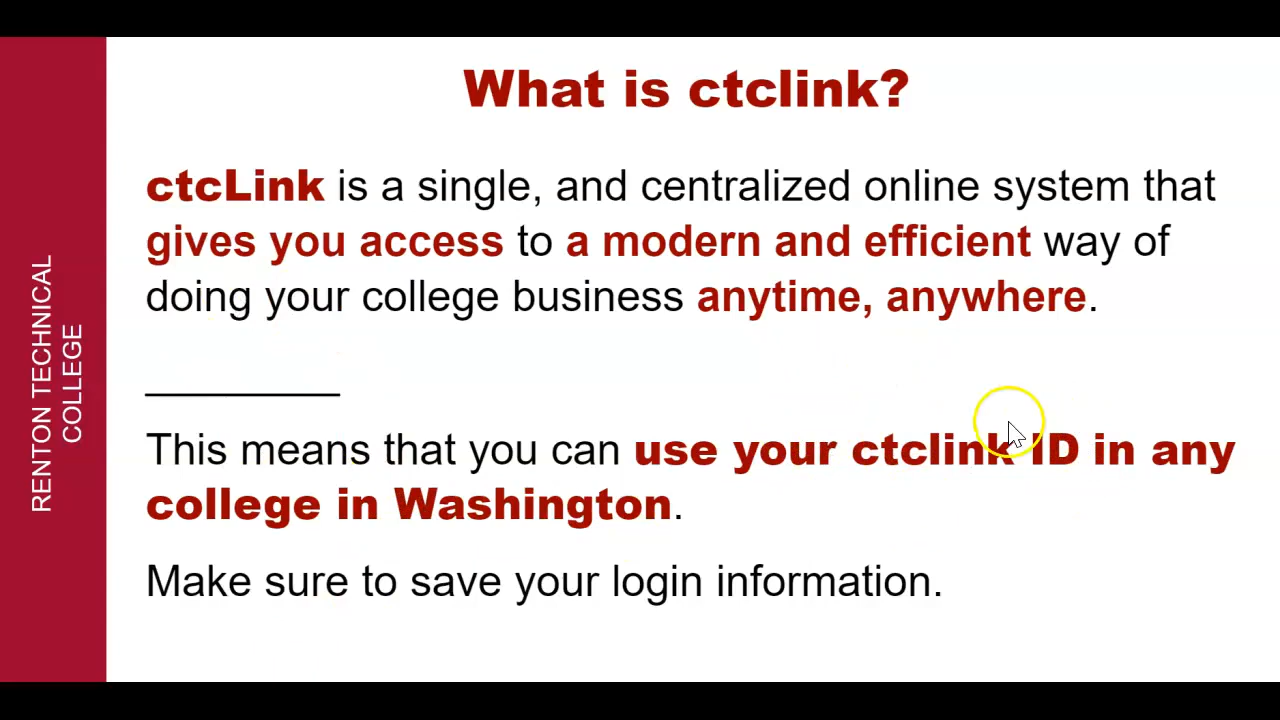 What is ctclink?
ctcLink is a single, and centralized online system that
gives you access to a modern and efficient way of
doing your college business anytime, anywhere.
This means that you can use your ctclink ID in any
college in Washington.
Make sure to save your login information.
RENTON TECHNICAL
COLLEGE